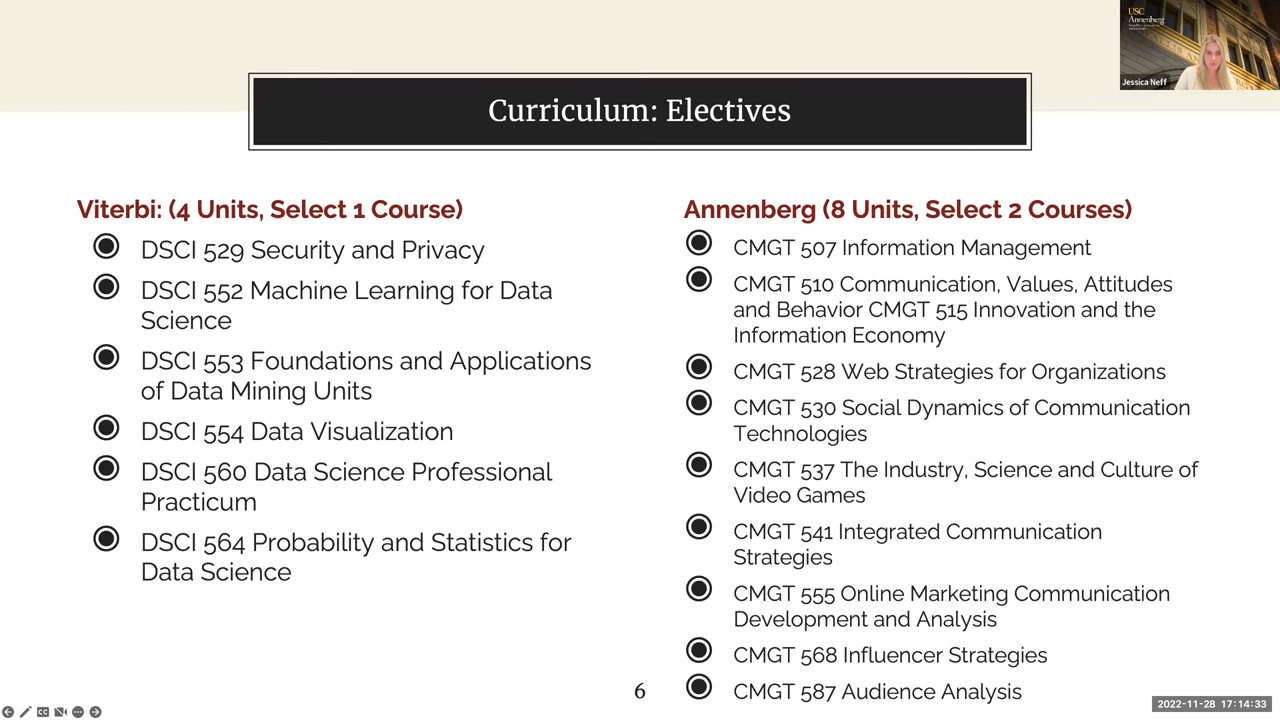 USC
Annenberg
Jessica Neff
Curriculum: Electives
Viterbi: (4 Units, Select 1 Course)
DSCI 529 Security and Privacy
DSCI 552 Machine Learning for Data
Science
DSCI 553 Foundations and Applications
of Data Mining Units
DSCI 554 Data Visualization
DSCI 560 Data Science Professional
Practicum
DSCI 564 Probability and Statistics for
Data Science
Annenberg (8 Units, Select 2 Courses)
CMGT 507 Information Management
CMGT 510 Communication, Values, Attitudes
and Behavior CMGT 515 Innovation and the
Information Economy
CMGT 528 Web Strategies for Organizations
CMGT 530 Social Dynamics of Communication
Technologies
CMGT 537 The Industry, Science and Culture of
Video Games
CMGT 541 Integrated Communication
Strategies
CMGT 555 Online Marketing Communication
Development and Analysis
CMGT 568 Influencer Strategies
CMGT 587 Audience Analysis
6
2022-11-28 17:14:33